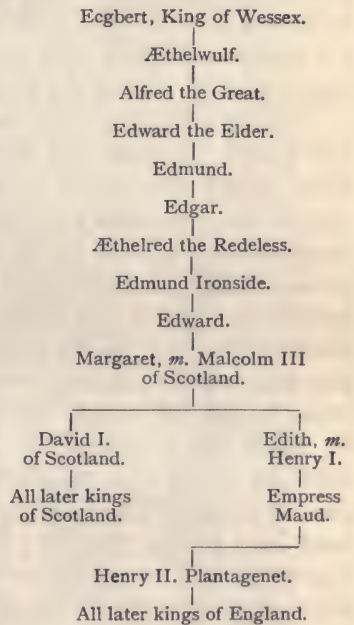 Ecgbert, King of Wessex.
Æthelwulf.
Alfred the Great.
Edward the Elder.
Edmund.
Edgar.
Æthelred the Redeless.
Edmund Ironside.
Edward.
Margaret, m. Malcolm III
of Scotland.
David I.
of Scotland.
All later kings
of Scotland.
Edith, m.
Henry I.
Empress
Maud.
Henry II. Plantagenet.
All later kings of England.